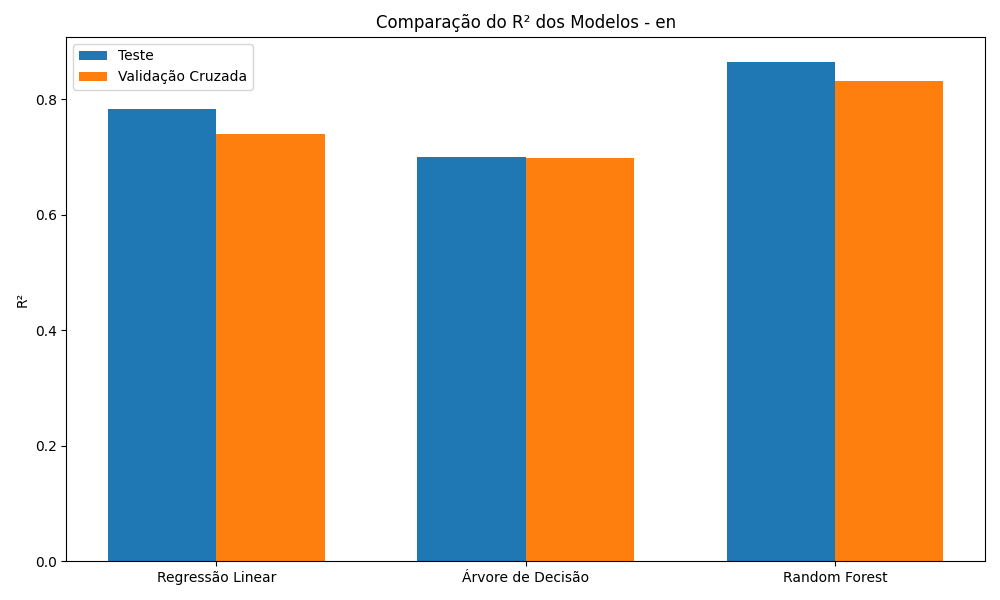 Comparação do R² dos Modelos - en
Teste
Validação Cruzada
R²
0.8
0.6
0.4
0.2
0.0
Regressão Linear
Árvore de Decisão
Random Forest